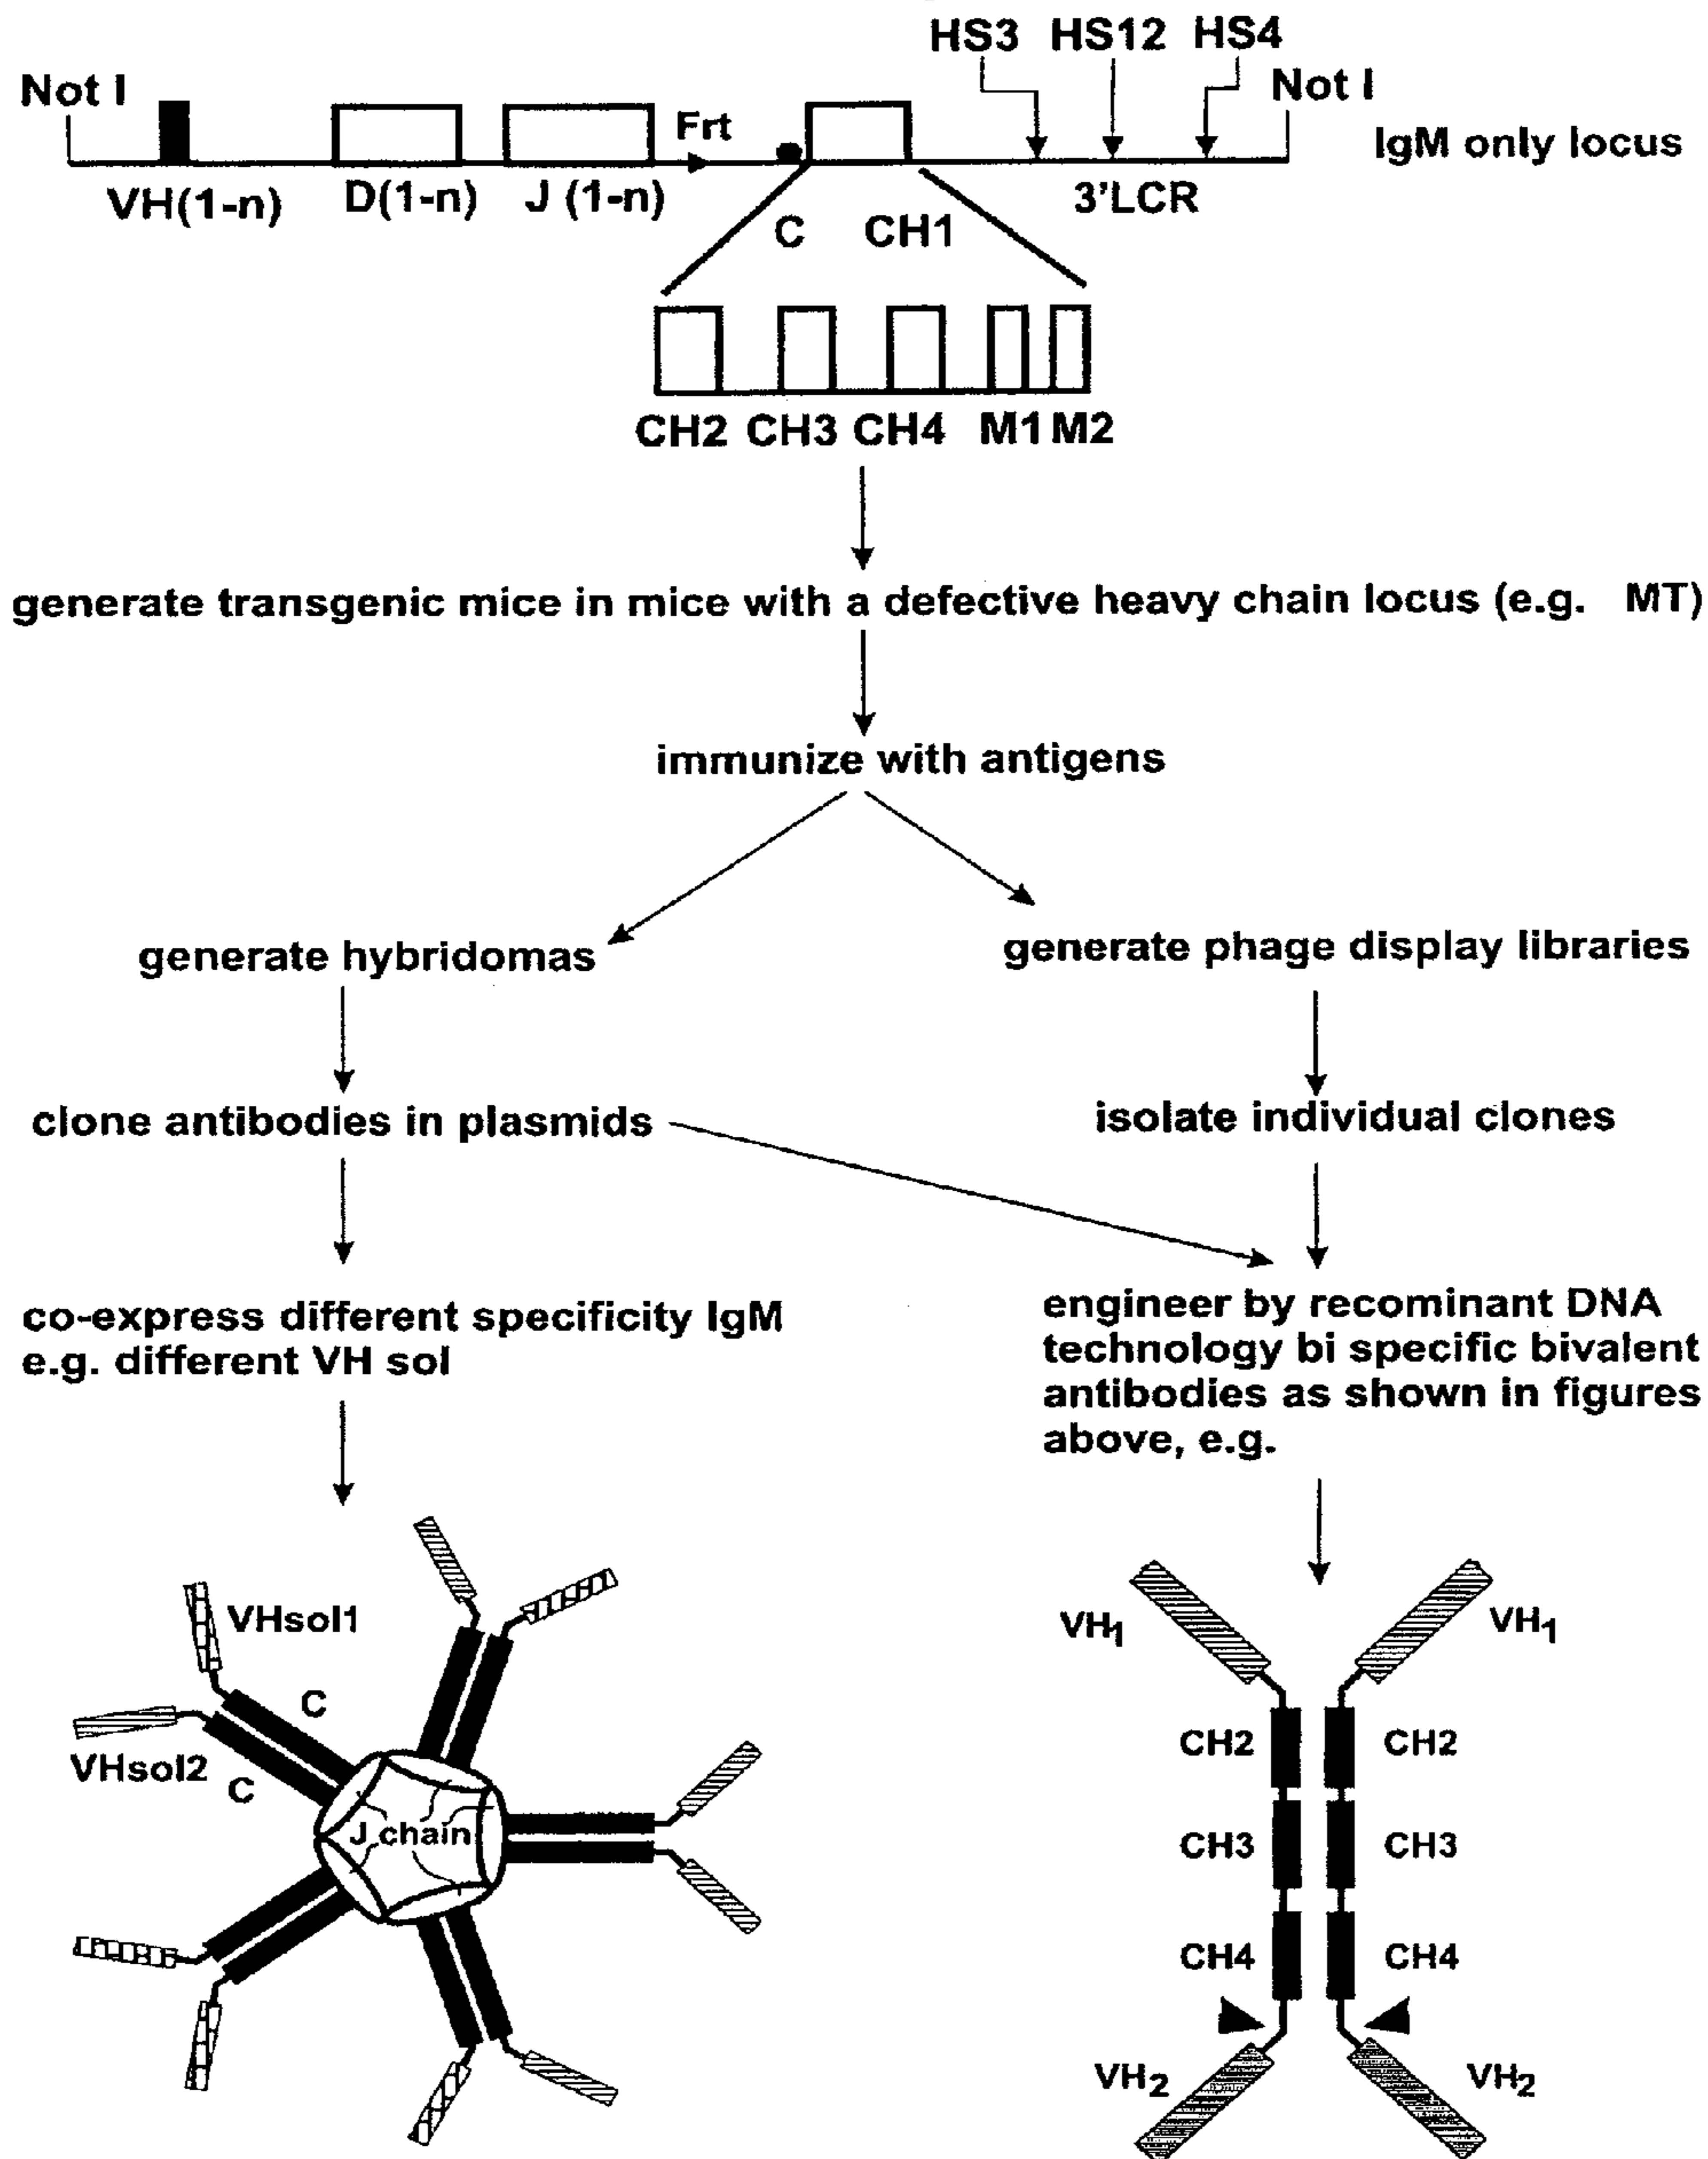 HS3 HS12 HS4
Not I
Not I
Frt
IgM only locus
VH(1-n) D(1-n) J (1-n)
3'LCR
C CH1
CH2 CH3 CH4 M1 M2
generate transgenic mice in mice with a defective heavy chain locus (e.g. MT)
immunize with antigens
generate hybridomas
generate phage display libraries
clone antibodies in plasmids
isolate individual clones
co-express different specificity IgM
e.g. different VH sol
engineer by recominant DNA
technology bi specific bivalent
antibodies as shown in figures
above, e.g.
VHsol1
C
VHsol2
C
J chain
VH1
VH1
CH2
CH2
CH3
CH3
CH4
CH4
VH2
VH2